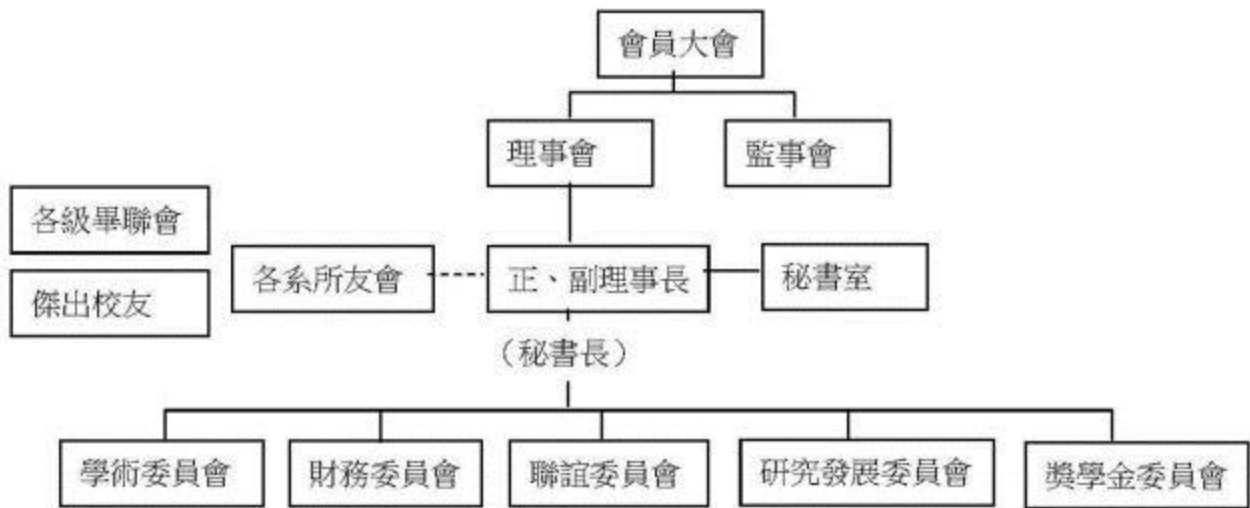 會員大會
理事會
監事會
各級畢聯會
各系所友會
正、副理事長
秘書室
傑出校友
（秘書長）
學術委員會
財務委員會
聯誼委員會
研究發展委員會
獎學金委員會